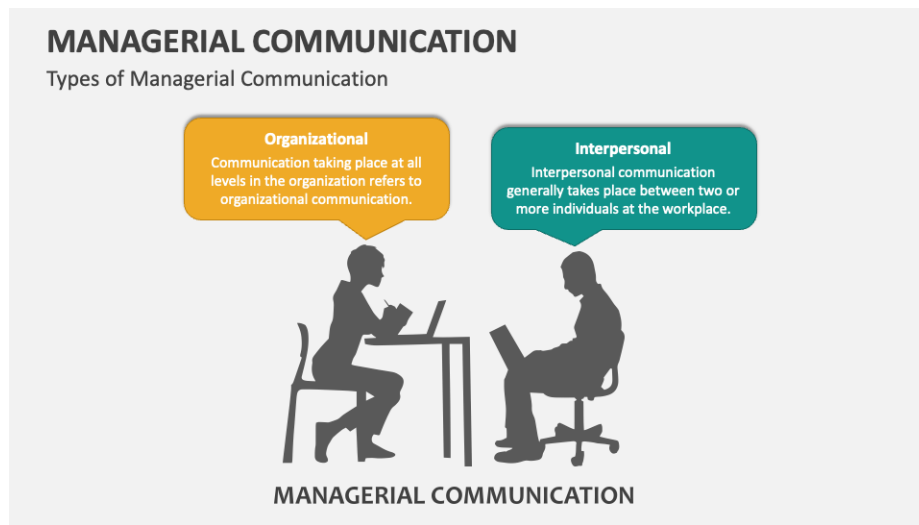 MANAGERIAL COMMUNICATION
Types of Managerial Communication
Organizational
Communication taking place at all
levels in the organization refers to
organizational communication.
Interpersonal
Interpersonal communication
generally takes place between two or
more individuals at the workplace.
MANAGERIAL COMMUNICATION